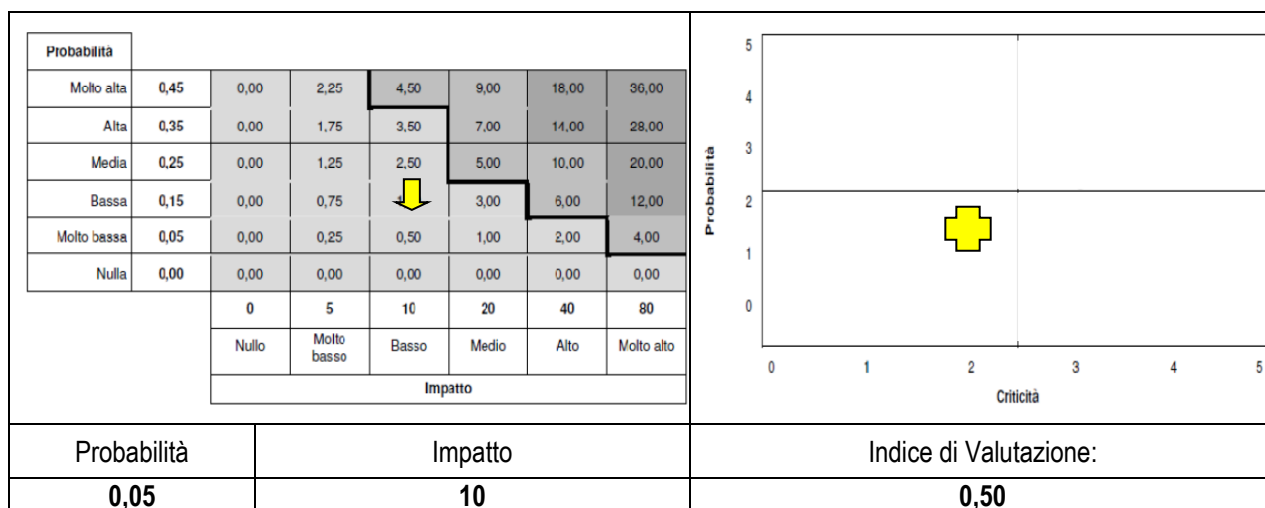 Probabilità
Molto alta 0,45 0,00 2,25 4,50 9,00 18,00 36,00
Alta 0,35 0,00 1,75 3,50 7,00 14,00 28,00
Media 0,25 0,00 1,25 2,50 5,00 10,00 20,00
Bassa 0,15 0,00 0,75 3,00 6,00 12,00
Molto bassa 0,05 0,00 0,25 0,50 1,00 2,00 4,00
Nulla 0,00 0,00 0,00 0,00 0,00 0,00 0,00
0 5 10 20 40 80
Nullo Molto basso Basso Medio Alto Molto alto
Impatto
5
4
3
2
1
0
Probabilità
0 1 2 3 4 5
Criticità
Probabilità Impatto Indice di Valutazione:
0,05 10 0,50